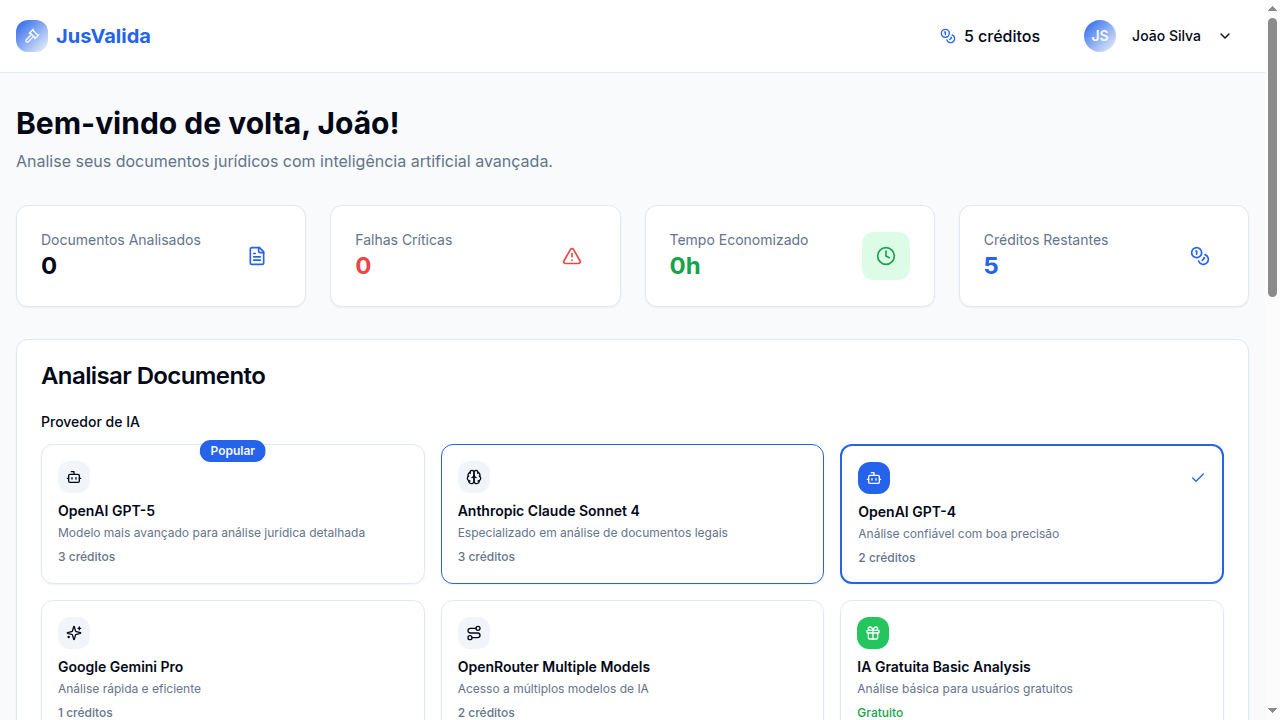 JusValida
5 créditos
JS
João Silva
Bem-vindo de volta, João!
Analise seus documentos jurídicos com inteligência artificial avançada.
Documentos Analisados
0
Falhas Críticas
0
Tempo Economizado
0h
Créditos Restantes
5
Analisar Documento
Provedor de IA
Popular
OpenAI GPT-5
Modelo mais avançado para análise jurídica detalhada
3 créditos
Anthropic Claude Sonnet 4
Especializado em análise de documentos legais
3 créditos
OpenAI GPT-4
Análise confiável com boa precisão
2 créditos
Google Gemini Pro
Análise rápida e eficiente
1 créditos
OpenRouter Multiple Models
Acesso a múltiplos modelos de IA
2 créditos
IA Gratuita Basic Analysis
Análise básica para usuários gratuitos
Gratuito